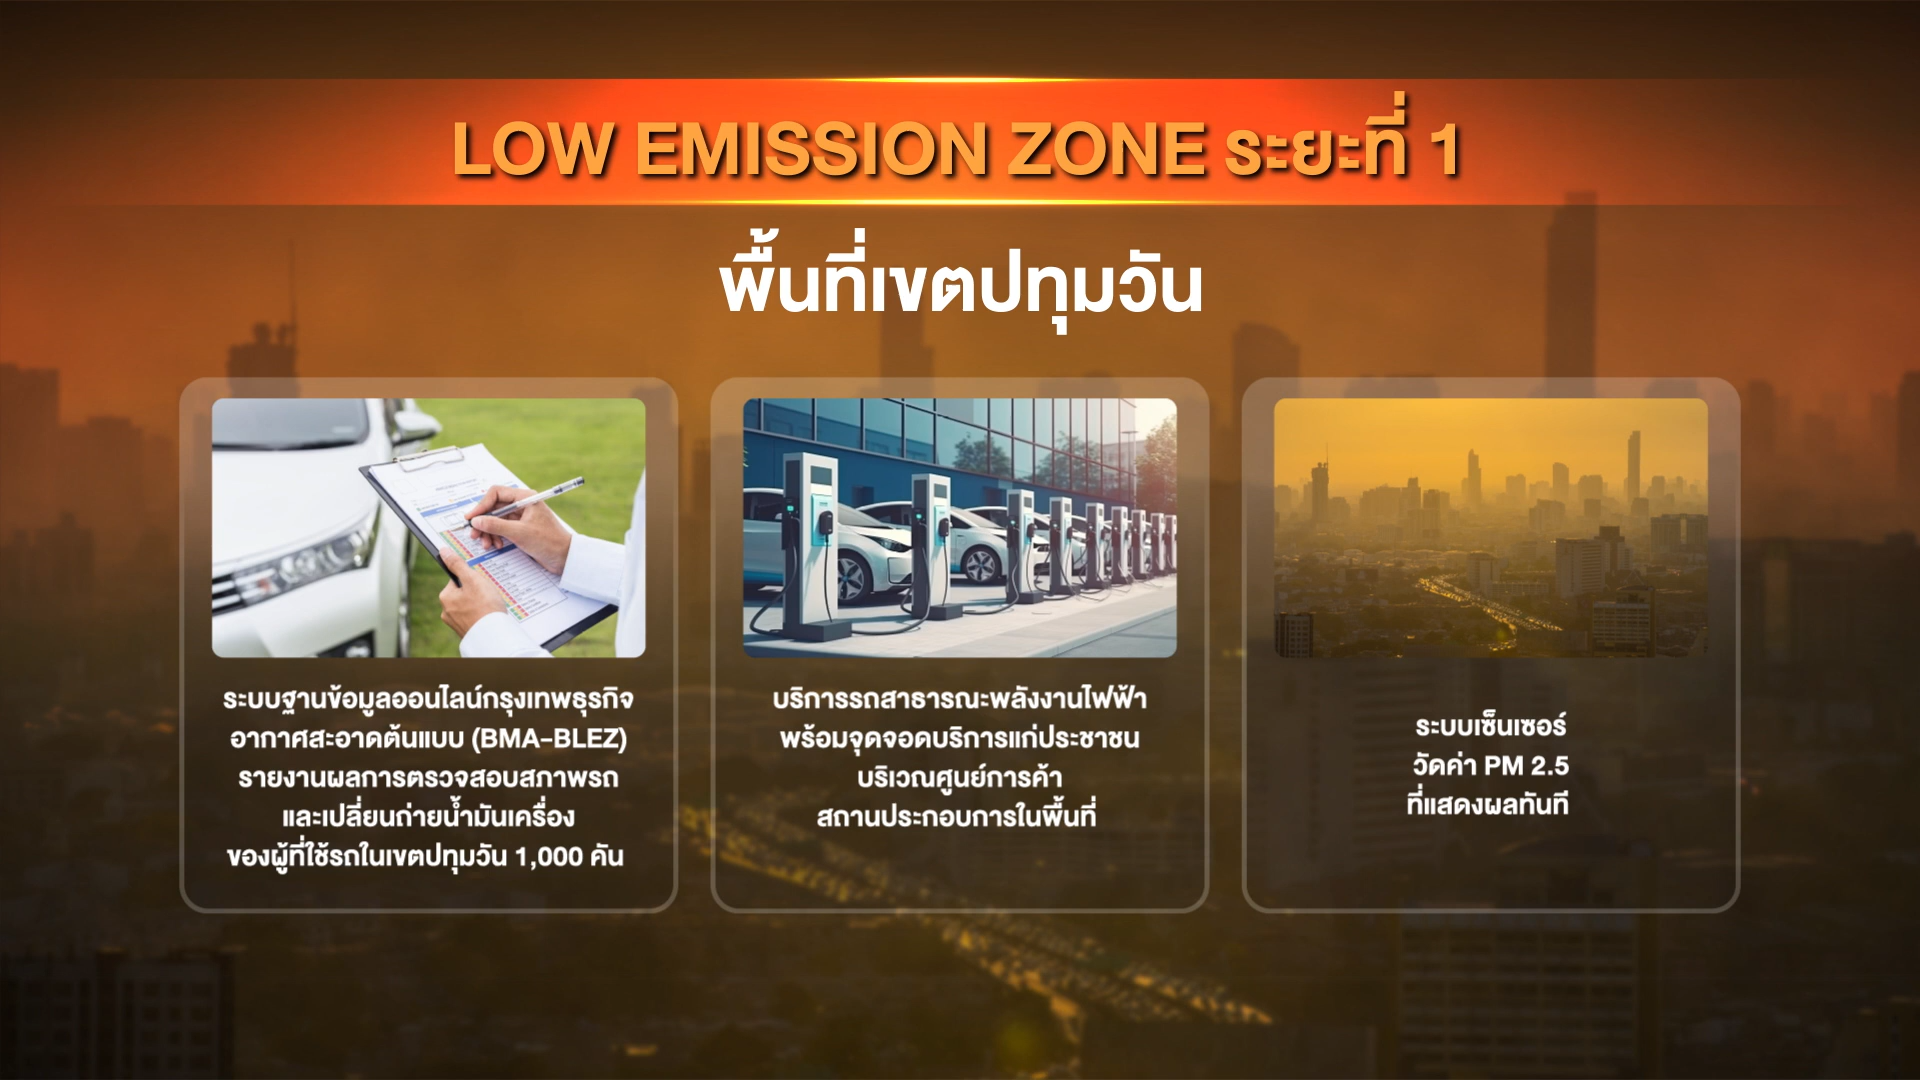 LOW EMISSION ZONE ระยะที่ 1
พื้นที่เขตปทุมวัน
ระบบฐานข้อมูลออนไลน์กรุงเทพธุรกิจ
อากาศสะอาดต้นแบบ (BMA-BLEZ)
รายงานผลการตรวจสอบสภาพรถ
และเปลี่ยนถ่ายน้ำมันเครื่อง
ของผู้ที่ใช้รถในเขตปทุมวัน 1,000 คัน
บริการรถสาธารณะพลังงานไฟฟ้า
พร้อมจุดจอดบริการแก่ประชาชน
บริเวณศูนย์การค้า
สถานประกอบการในพื้นที่
ระบบเซ็นเซอร์
วัดค่า PM 2.5
ที่แสดงผลทันที